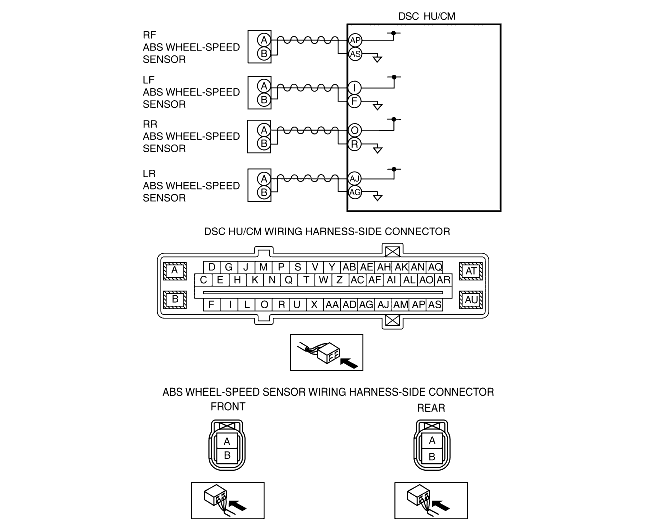 DSC HU/CM
RF
ABS WHEEL-SPEED
SENSOR
A
B
AP
AS
LF
ABS WHEEL-SPEED
SENSOR
A
B
I
F
RR
ABS WHEEL-SPEED
SENSOR
A
B
O
R
LR
ABS WHEEL-SPEED
SENSOR
A
B
AJ
AG
DSC HU/CM WIRING HARNESS-SIDE CONNECTOR
A D G J M P S V Y AB AE AH AK AN AQ AT
C E H K N Q T W Z AC AF AI AL AO AR
B F I L O R U X AA AD AG AJ AM AP AS AU
ABS WHEEL-SPEED SENSOR WIRING HARNESS-SIDE CONNECTOR
FRONT REAR
A A
B B